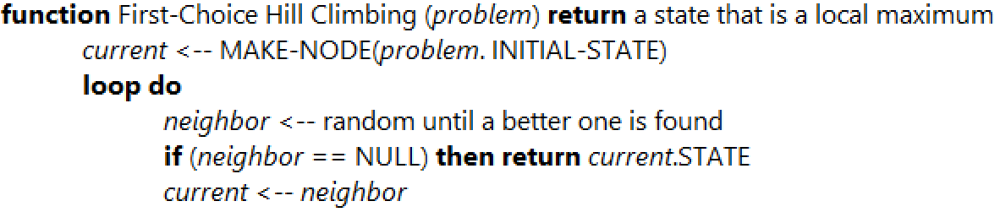 function First-Choice Hill Climbing (problem) return a state that is a local maximum
current <-- MAKE-NODE(problem. INITIAL-STATE)
loop do
neighbor <-- random until a better one is found
if (neighbor == NULL) then return current.STATE
current <-- neighbor